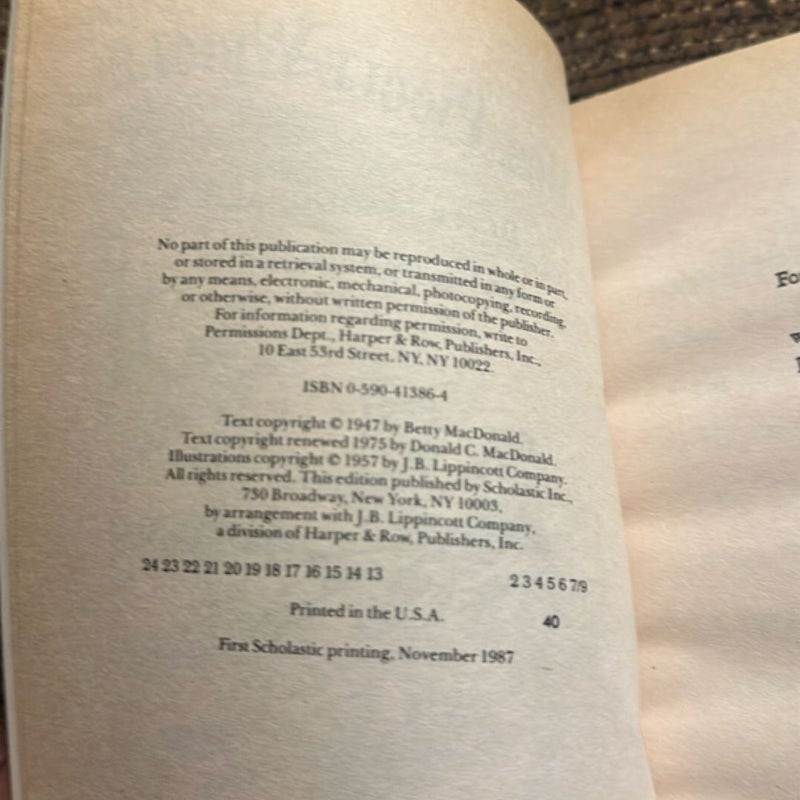 No part of this publication may be reproduced in whole or in part,
or stored in a retrieval system, or transmitted in any form or
by any means, electronic, mechanical, photocopying, recording,
or otherwise, without written permission of the publisher.
For information regarding permission, write to
Permissions Dept., Harper & Row, Publishers, Inc.,
10 East 53rd Street, NY, NY 10022.
ISBN 0-590-41386-4
Text copyright © 1947 by Betty MacDonald.
Text copyright renewed 1975 by Donald C. MacDonald.
Illustrations copyright © 1957 by J.B. Lippincott Company.
All rights reserved. This edition published by Scholastic Inc.,
730 Broadway, New York, NY 10003,
by arrangement with J.B. Lippincott Company,
a division of Harper & Row, Publishers, Inc.
24 23 22 21 20 19 18 17 16 15 14 13 2 3 4 5 6 7/9
Printed in the U.S.A. 40
First Scholastic printing, November 1987